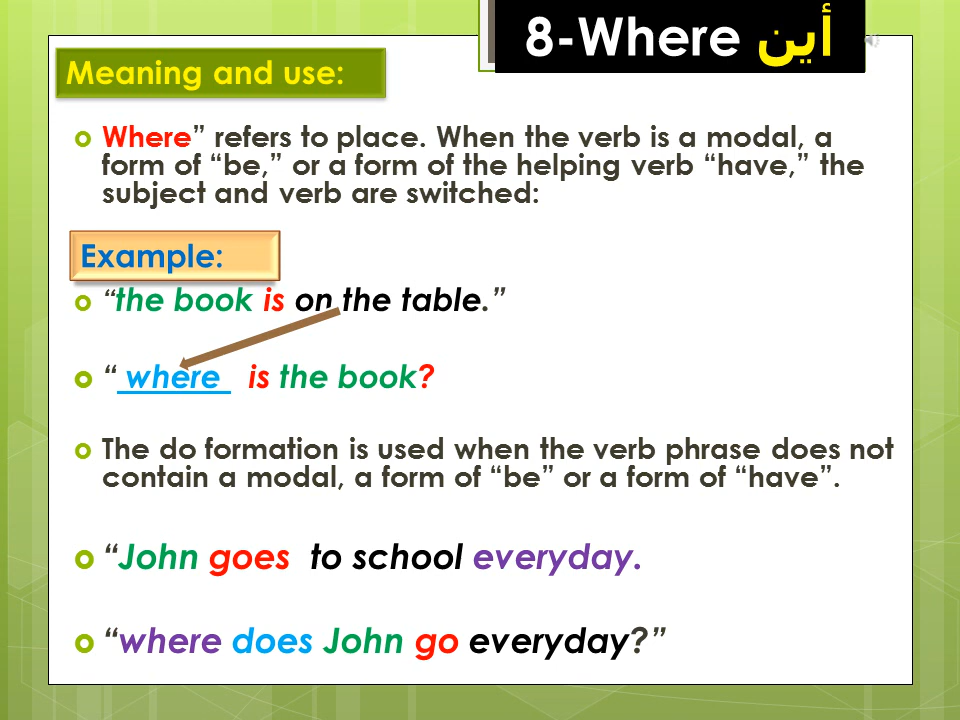 8-Where أين
Meaning and use:
Where” refers to place. When the verb is a modal, a
form of “be,” or a form of the helping verb “have,” the
subject and verb are switched:
Example:
“the book is on the table.”
“ where is the book?
The do formation is used when the verb phrase does not
contain a modal, a form of “be” or a form of “have”.
“John goes to school everyday.
“where does John go everyday?”